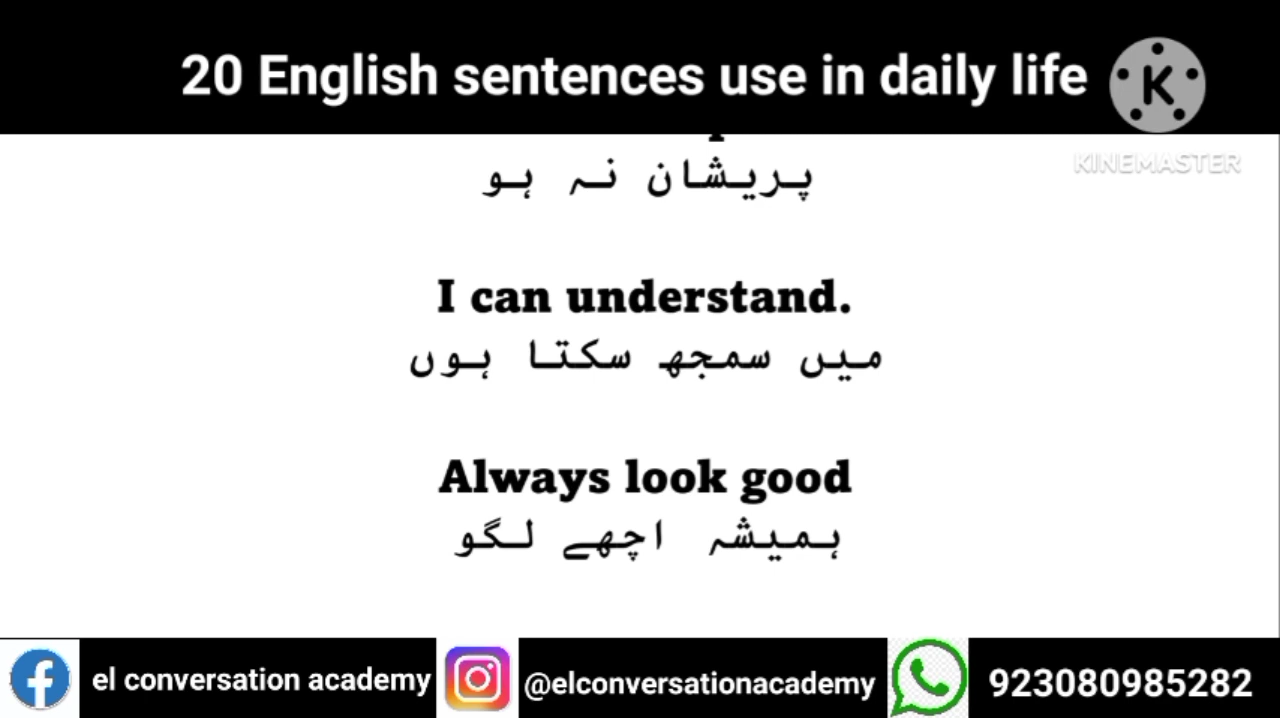 20 English sentences use in daily life
K
KINEMASTER
پریشان نہ ہو
I can understand.
میں سمجھ سکتا ہوں
Always look good
ہمیشہ اچھے لگو
el conversation academy
@elconversationacademy
923080985282